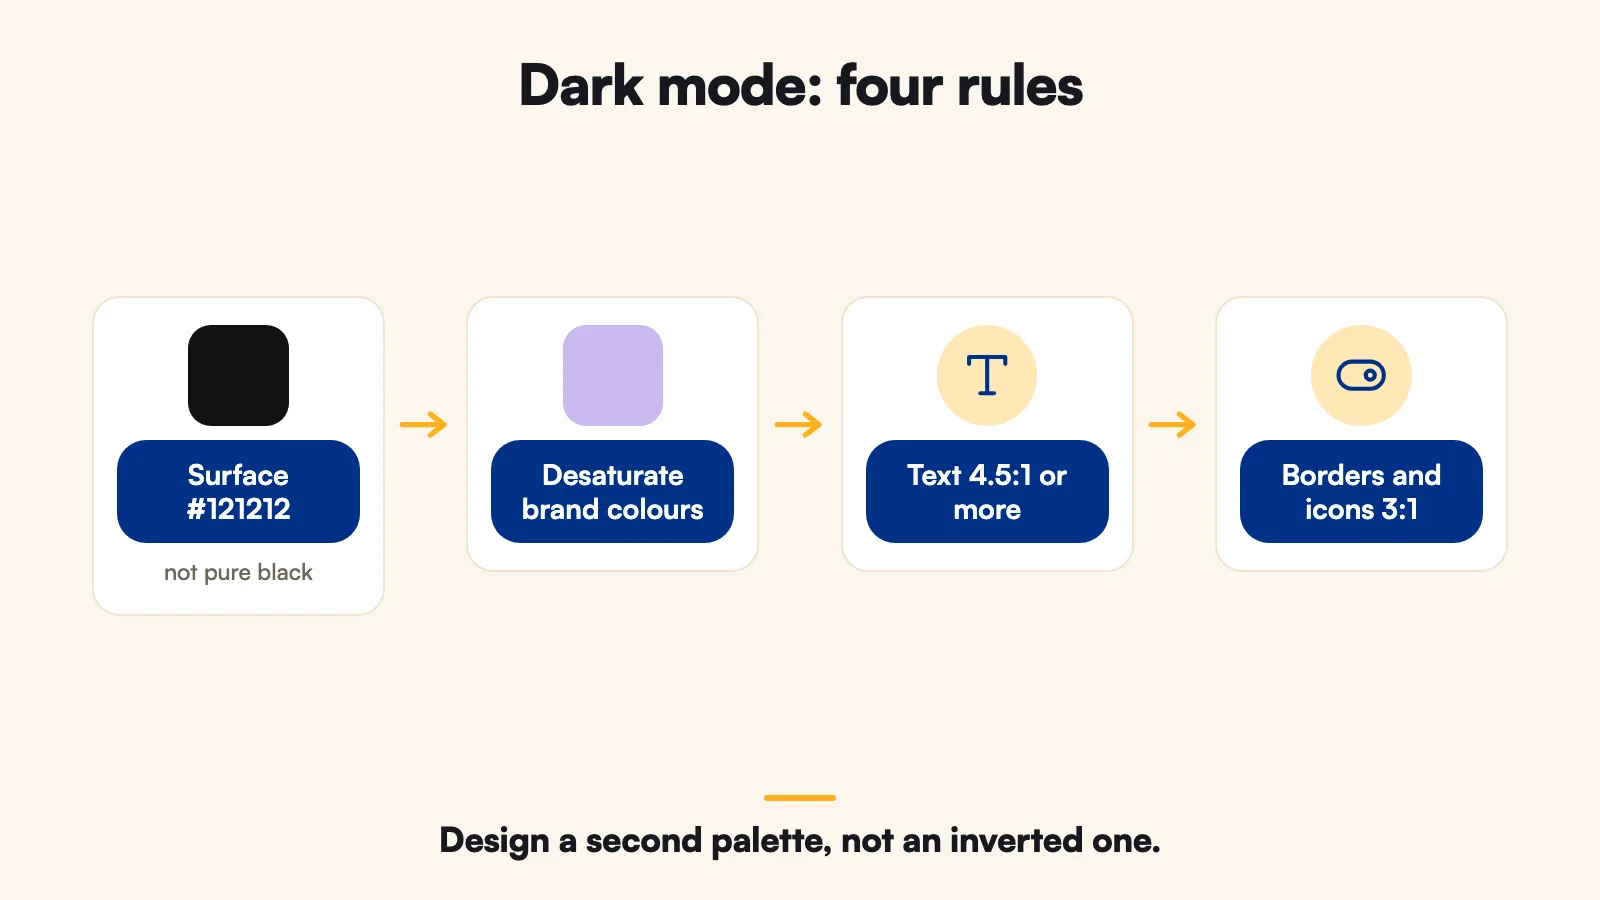 Dark mode: four rules
Surface
#121212
not pure black
Desaturate
brand colours
Text 4.5:1 or
more
Borders and
icons 3:1
Design a second palette, not an inverted one.